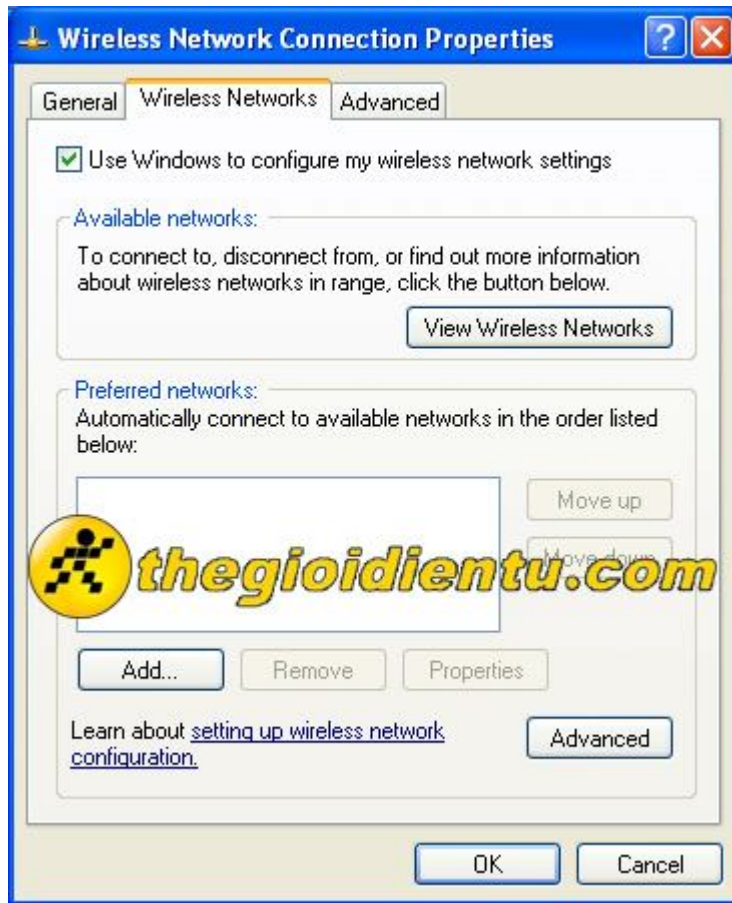 Wireless Network Connection Properties
General Wireless Networks Advanced
Use Windows to configure my wireless network settings
Available networks:
To connect to, disconnect from, or find out more information
about wireless networks in range, click the button below.
View Wireless Networks
Preferred networks:
Automatically connect to available networks in the order listed
below:
Move up
Move down
thegioidientu.com
Add... Remove Properties
Learn about setting up wireless network
configuration.
Advanced
OK Cancel